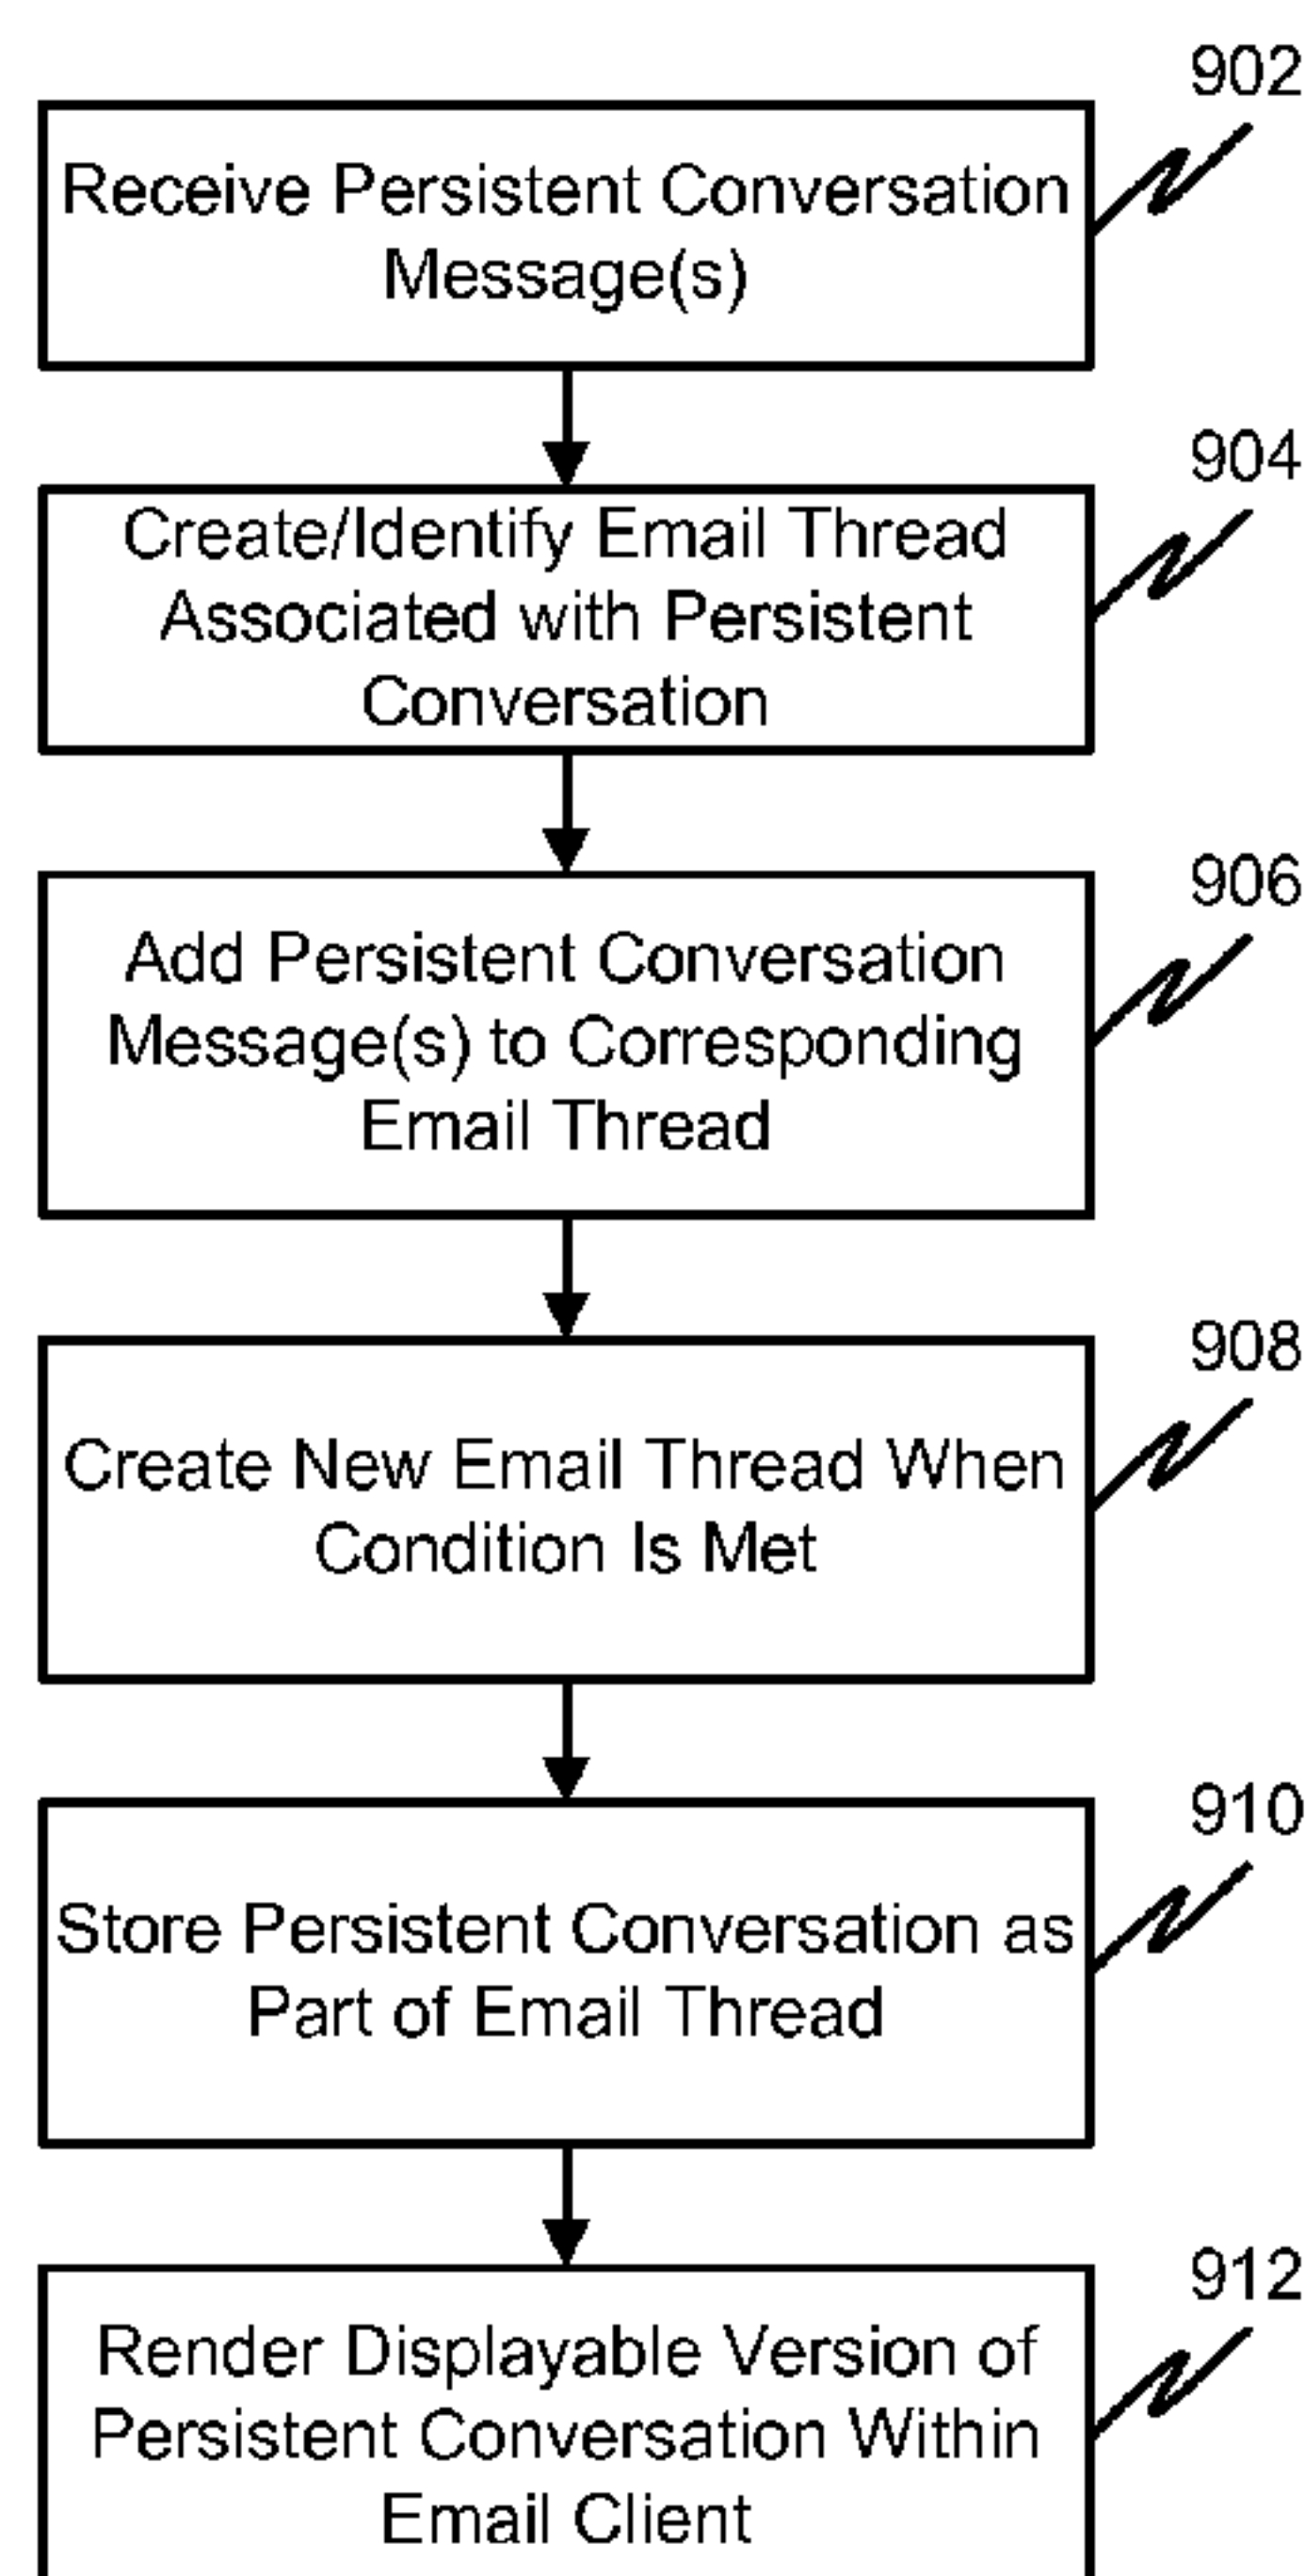 902
Receive Persistent Conversation
Message(s)
904
Create/Identify Email Thread
Associated with Persistent
Conversation
906
Add Persistent Conversation
Message(s) to Corresponding
Email Thread
908
Create New Email Thread When
Condition Is Met
910
Store Persistent Conversation as
Part of Email Thread
912
Render Displayable Version of
Persistent Conversation Within
Email Client